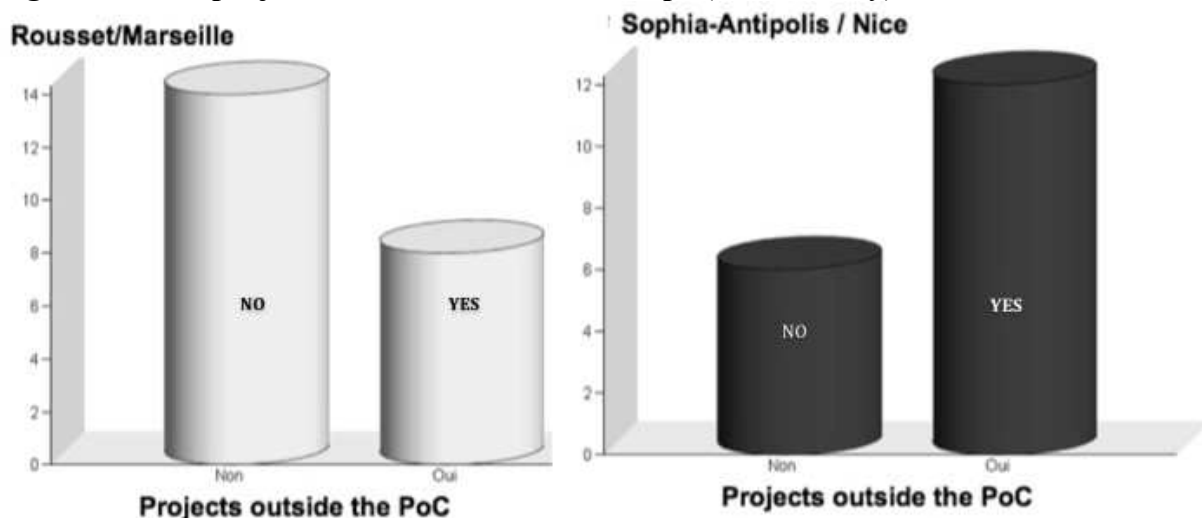 Rousset/Marseille
14
12
10
8
6
4
2
0
NO
YES
Non
Oui
Projects outside the PoC
Sophia-Antipolis / Nice
12
10
8
6
4
2
0
NO
YES
Non
Oui
Projects outside the PoC